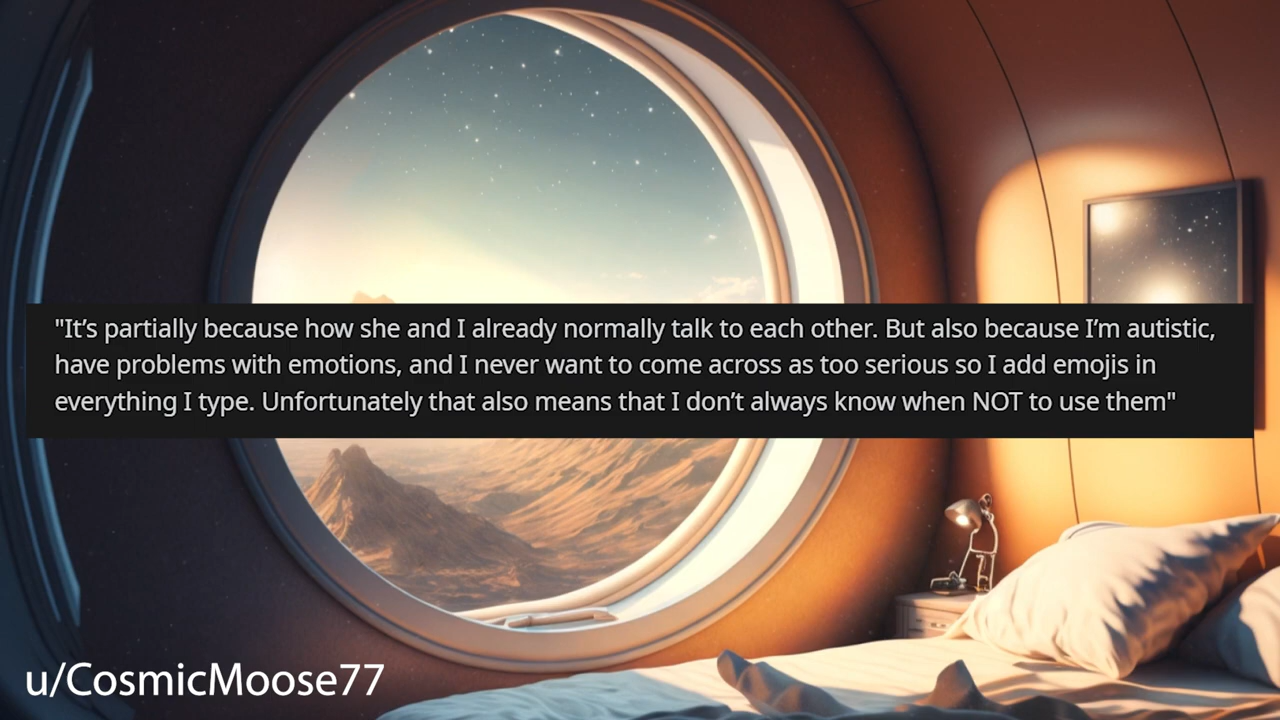 "It’s partially because how she and I already normally talk to each other. But also because I’m autistic,
have problems with emotions, and I never want to come across as too serious so I add emojis in
everything I type. Unfortunately that also means that I don’t always know when NOT to use them"
u/CosmicMoose77